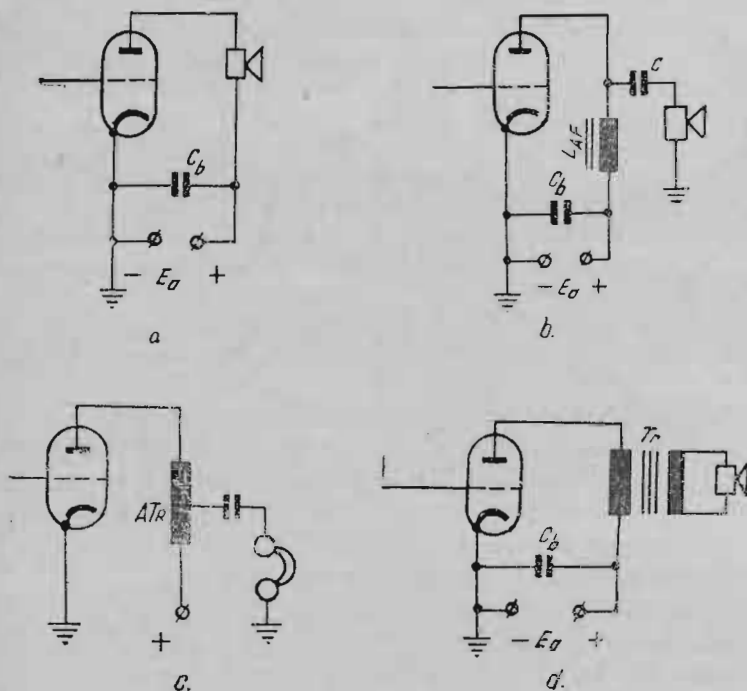 C_b
- E_a +
a
C
L_AF
C_b
- E_a +
b.
AT_R
+
c.
Tr
C_b
- E_a +
d.